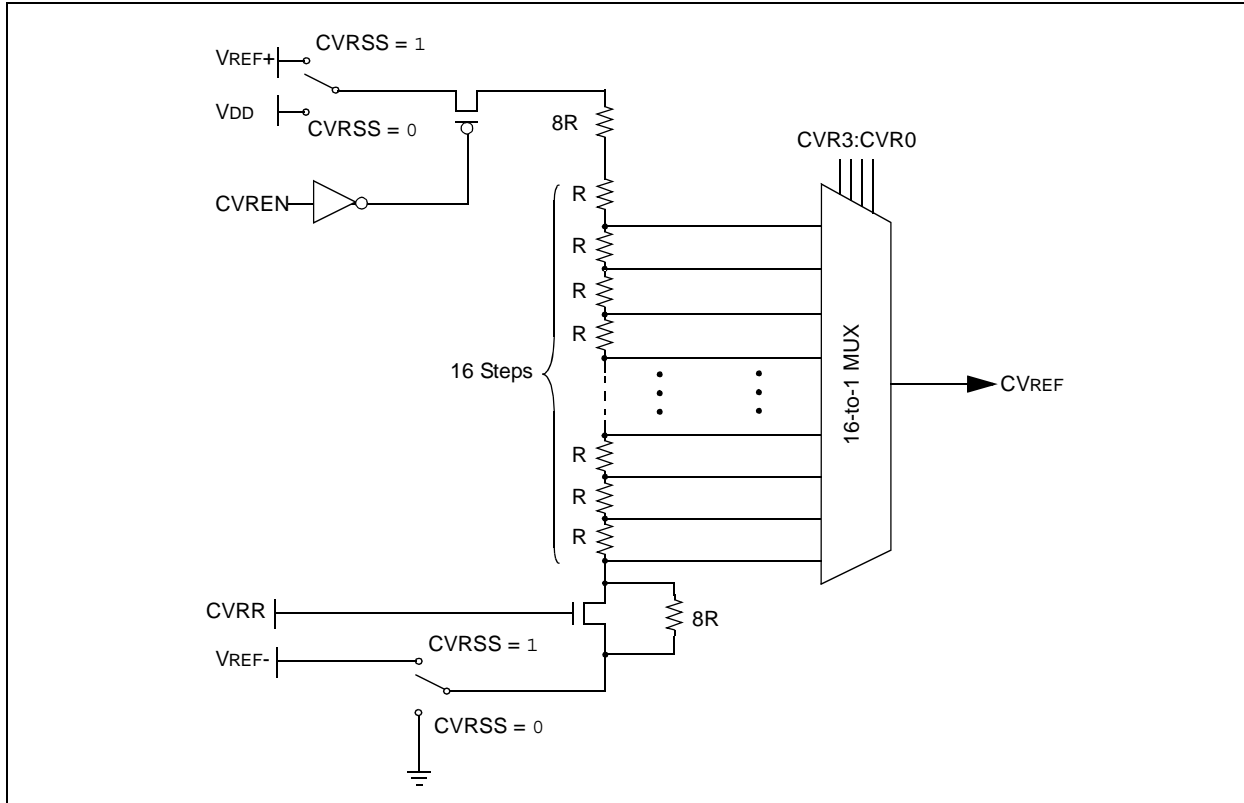 CVRSS = 1
VREF+
VDD
CVRSS = 0
8R
CVR3:CVR0
CVREN
R
R
R
R
16 Steps
16-to-1 MUX
CVREF
R
R
R
CVRR
8R
CVRSS = 1
VREF-
CVRSS = 0